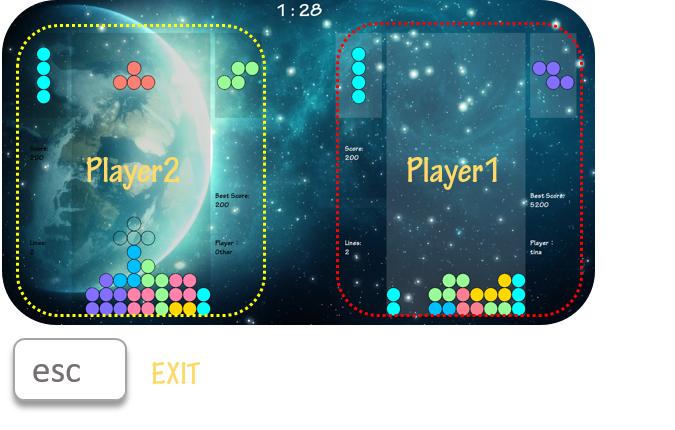 1:28
Score:
200
Player2
Best Score:
200
Lines:
2
Player :
Other
Score:
200
Player1
Best Score:
5200
Lines:
2
Player :
tina
esc
EXIT